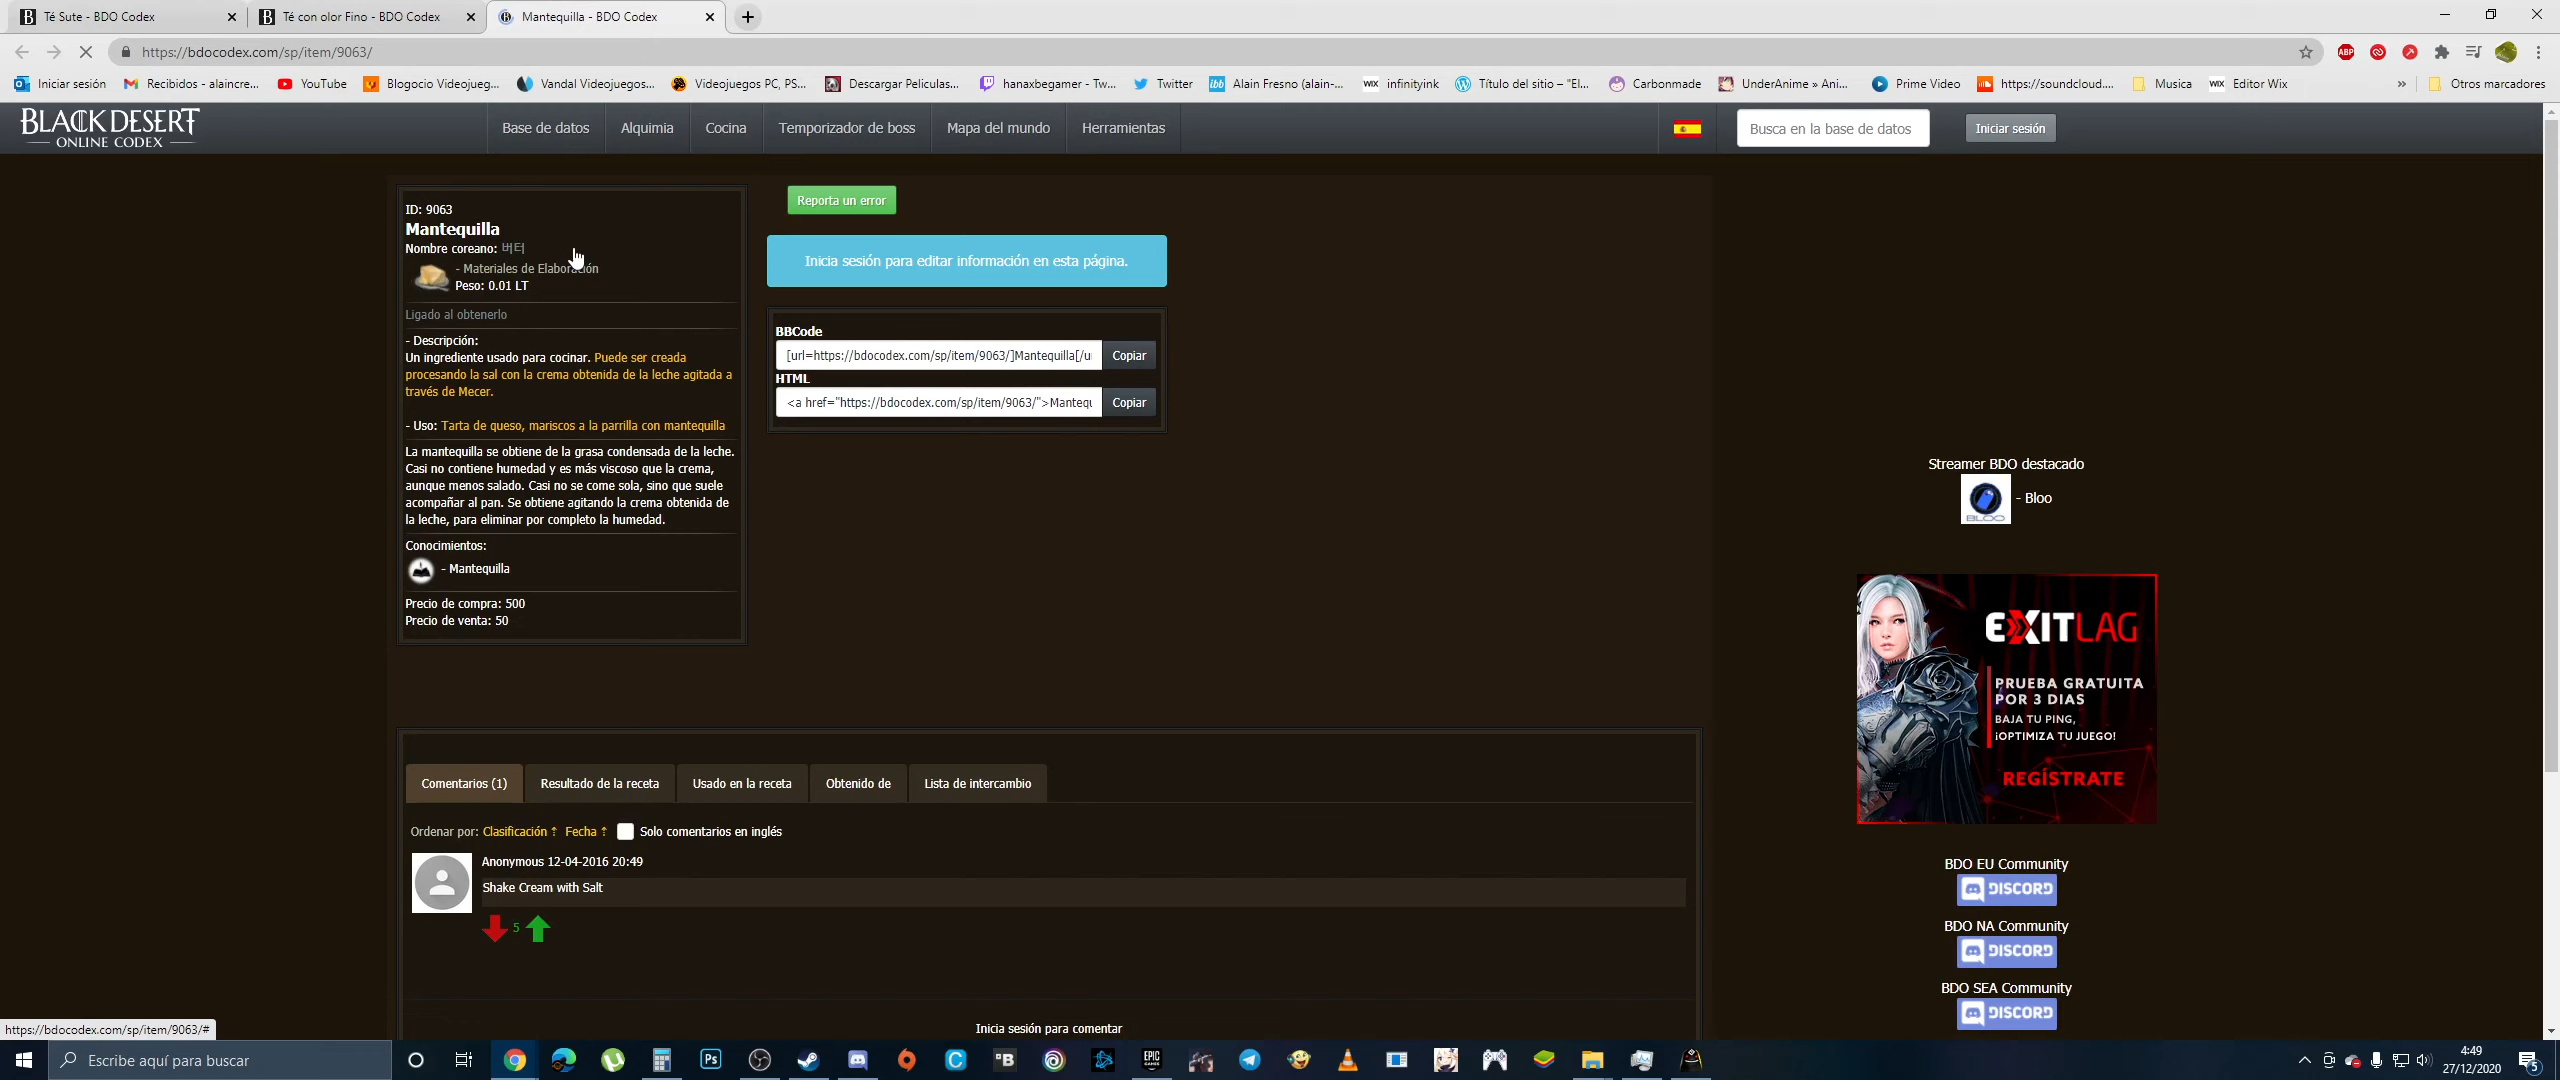 Té Sute - BDO Codex
Té con olor Fino - BDO Codex
Mantequilla - BDO Codex
https://bdocodex.com/sp/item/9063/
Iniciar sesión
Recibidos - alaincre...
YouTube
Blogocio Videojueg...
Vandal Videojuegos...
Videojuegos PC, PS...
Descargar Peliculas...
hanaxbegamer - Tw...
Twitter
Alain Fresno (alain-...
infinityink
Título del sitio – "El...
Carbonmade
UnderAnime » Ani...
Prime Video
https://soundcloud....
Musica
Editor Wix
»
Otros marcadores
BLACK DESERT
ONLINE CODEX
Base de datos
Alquimia
Cocina
Temporizador de boss
Mapa del mundo
Herramientas
Busca en la base de datos
Iniciar sesión
ID: 9063
Mantequilla
Nombre coreano: 버터
- Materiales de Elaboración
Peso: 0.01 LT
Ligado al obtenerlo
- Descripción:
Un ingrediente usado para cocinar. Puede ser creada
procesando la sal con la crema obtenida de la leche agitada a
través de Mecer.
- Uso: Tarta de queso, mariscos a la parrilla con mantequilla
La mantequilla se obtiene de la grasa condensada de la leche.
Casi no contiene humedad y es más viscoso que la crema,
aunque menos salado. Casi no se come sola, sino que suele
acompañar al pan. Se obtiene agitando la crema obtenida de
la leche, para eliminar por completo la humedad.
Conocimientos:
- Mantequilla
Precio de compra: 500
Precio de venta: 50
Reporta un error
Inicia sesión para editar información en esta página.
BBCode
[url=https://bdocodex.com/sp/item/9063/]Mantequilla[/u
Copiar
HTML
<a href="https://bdocodex.com/sp/item/9063/">Mantequ
Copiar
Streamer BDO destacado
BLOO
- Bloo
EXITLAG
PRUEBA GRATUITA
POR 3 DIAS
BAJA TU PING,
¡OPTIMIZA TU JUEGO!
REGÍSTRATE
BDO EU Community
DISCORD
BDO NA Community
DISCORD
BDO SEA Community
DISCORD
Comentarios (1)
Resultado de la receta
Usado en la receta
Obtenido de
Lista de intercambio
Ordenar por: Clasificación ↑ Fecha ↑ Solo comentarios en inglés
Anonymous 12-04-2016 20:49
Shake Cream with Salt
5
Inicia sesión para comentar
https://bdocodex.com/sp/item/9063/#
Escribe aquí para buscar
4:49
27/12/2020
5